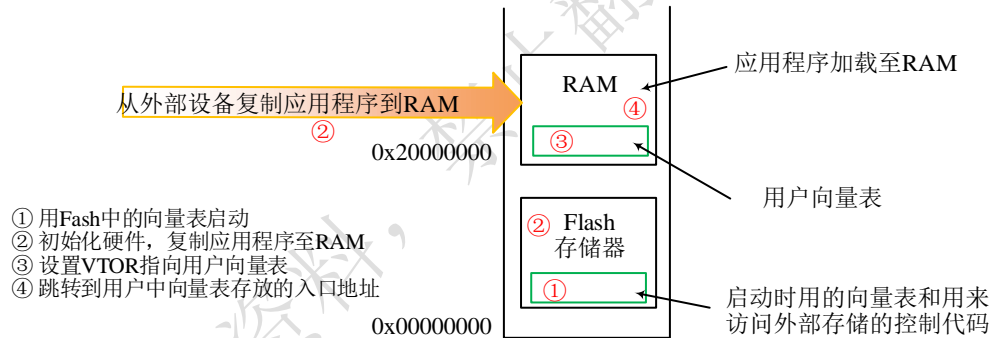 RAM
应用程序加载至RAM
从外部设备复制应用程序到RAM
②
④
③
0x20000000
用户向量表
① 用Fash中的向量表启动
② 初始化硬件，复制应用程序至RAM
③ 设置VTOR指向用户向量表
④ 跳转到用户中向量表存放的入口地址
② Flash
存储器
①
启动时用的向量表和用来
访问外部存储的控制代码
0x00000000
资料，禁止翻